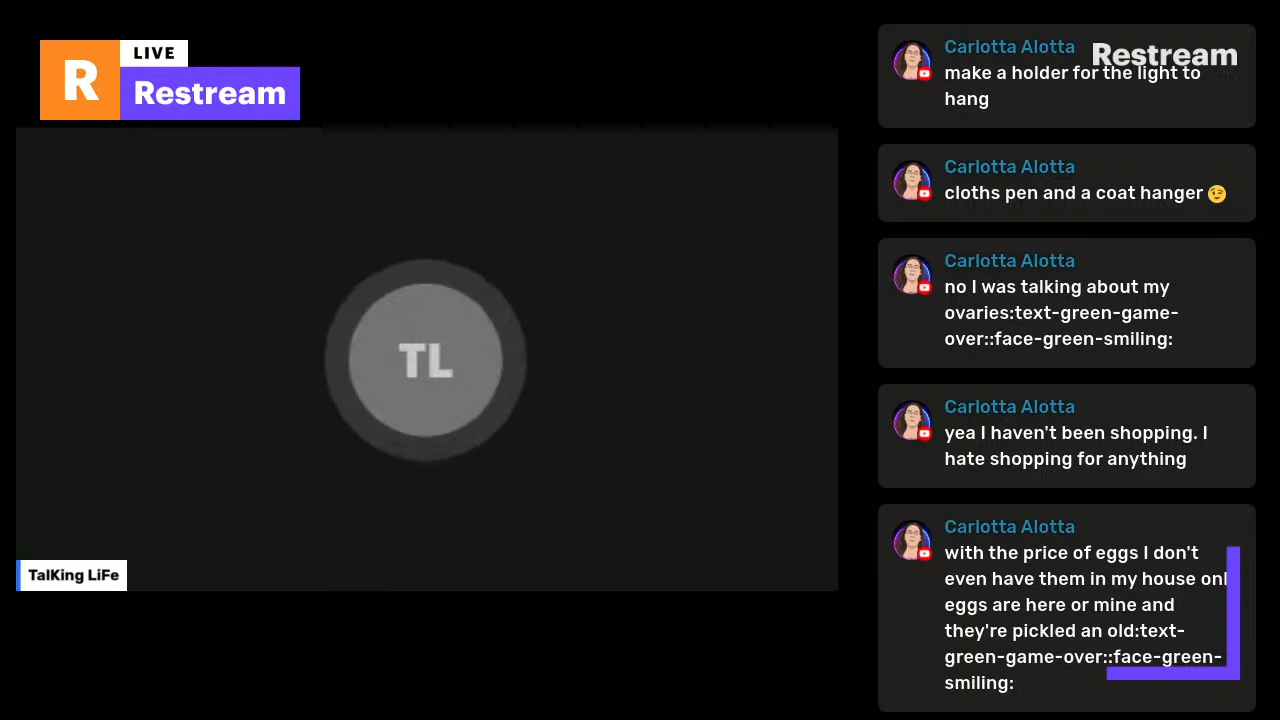 R
LIVE
Restream
TL
TalKing LiFe
Restream
Carlotta Alotta
make a holder for the light to
hang
Carlotta Alotta
cloths pen and a coat hanger 😉
Carlotta Alotta
no I was talking about my
ovaries:text-green-game-
over::face-green-smiling:
Carlotta Alotta
yea I haven't been shopping. I
hate shopping for anything
Carlotta Alotta
with the price of eggs I don't
even have them in my house onl
eggs are here or mine and
they're pickled an old:text-
green-game-over::face-green-
smiling: